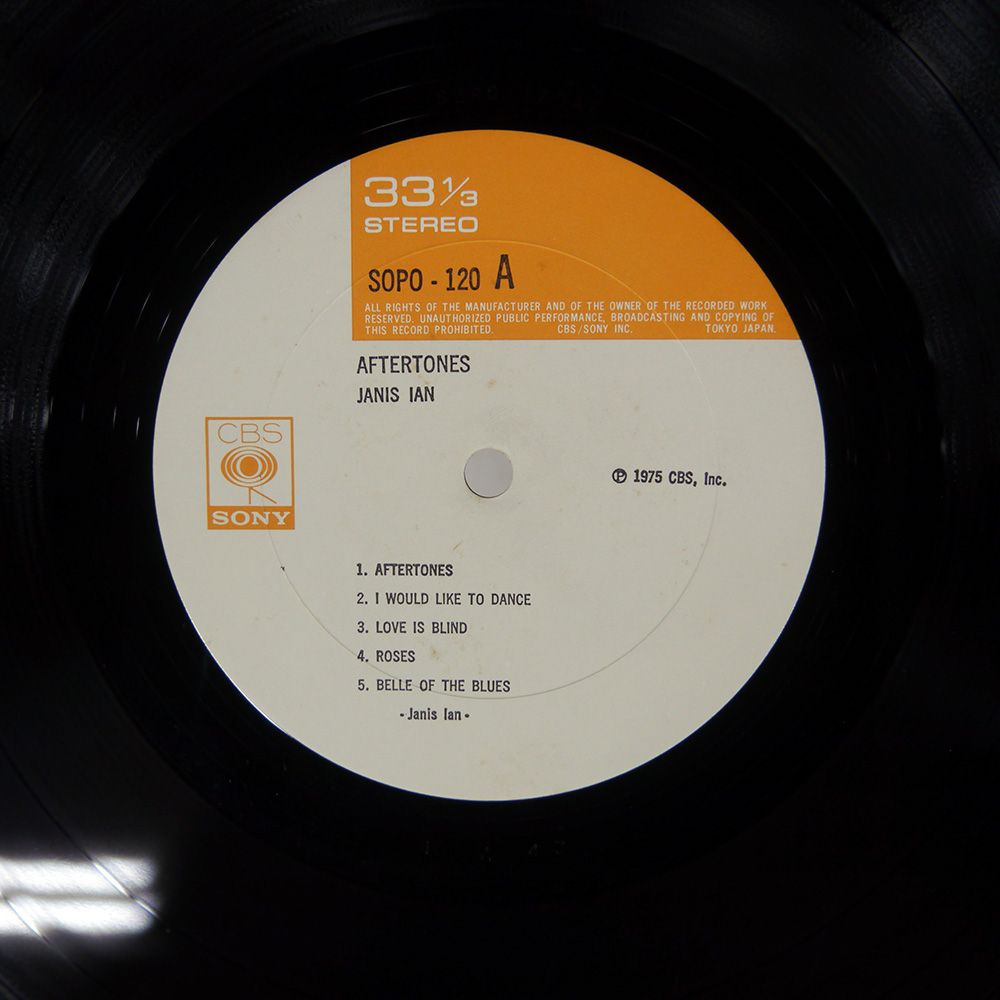 33 1/3
STEREO
SOPO - 120 A
ALL RIGHTS OF THE MANUFACTURER AND OF THE OWNER OF THE RECORDED WORK
RESERVED. UNAUTHORIZED PUBLIC PERFORMANCE, BROADCASTING AND COPYING OF
THIS RECORD PROHIBITED. CBS/SONY INC. TOKYO JAPAN.
AFTERTONES
JANIS IAN
CBS
SONY
℗ 1975 CBS, Inc.
1. AFTERTONES
2. I WOULD LIKE TO DANCE
3. LOVE IS BLIND
4. ROSES
5. BELLE OF THE BLUES
-Janis Ian-